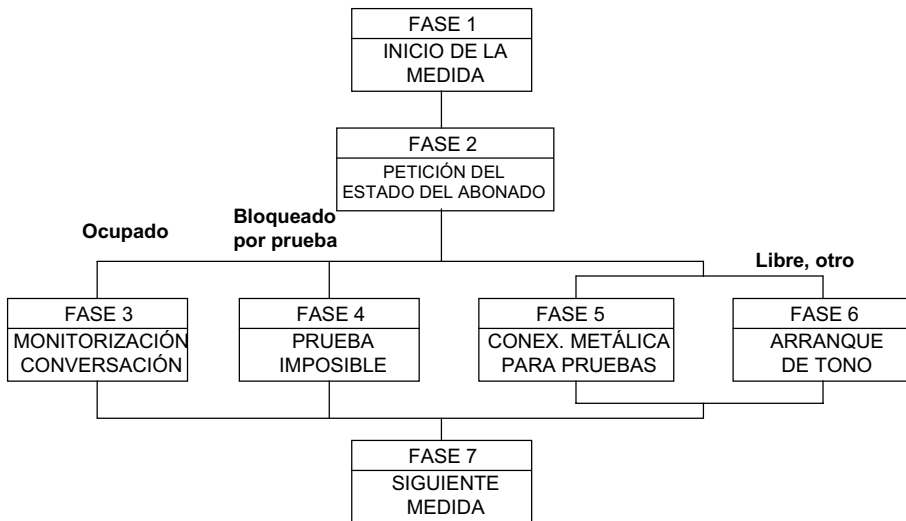 FASE 1
INICIO DE LA
MEDIDA
FASE 2
PETICIÓN DEL
ESTADO DEL ABONADO
Ocupado
Bloqueado
por prueba
Libre, otro
FASE 3
MONITORIZACIÓN
CONVERSACIÓN
FASE 4
PRUEBA
IMPOSIBLE
FASE 5
CONEX. METÁLICA
PARA PRUEBAS
FASE 6
ARRANQUE
DE TONO
FASE 7
SIGUIENTE
MEDIDA